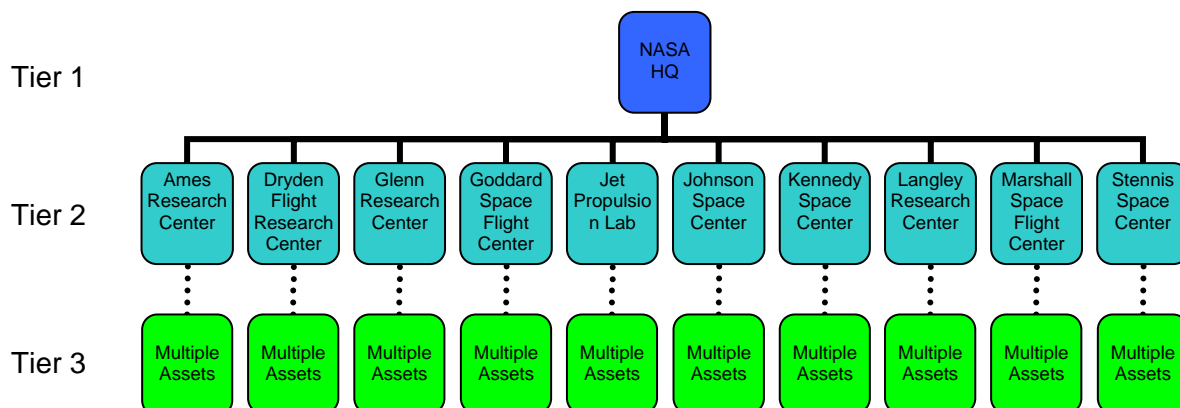 Tier 1
NASA
HQ
Tier 2
Ames
Research
Center
Dryden
Flight
Research
Center
Glenn
Research
Center
Goddard
Space
Flight
Center
Jet
Propulsio
n Lab
Johnson
Space
Center
Kennedy
Space
Center
Langley
Research
Center
Marshall
Space
Flight
Center
Stennis
Space
Center
Tier 3
Multiple
Assets
Multiple
Assets
Multiple
Assets
Multiple
Assets
Multiple
Assets
Multiple
Assets
Multiple
Assets
Multiple
Assets
Multiple
Assets
Multiple
Assets